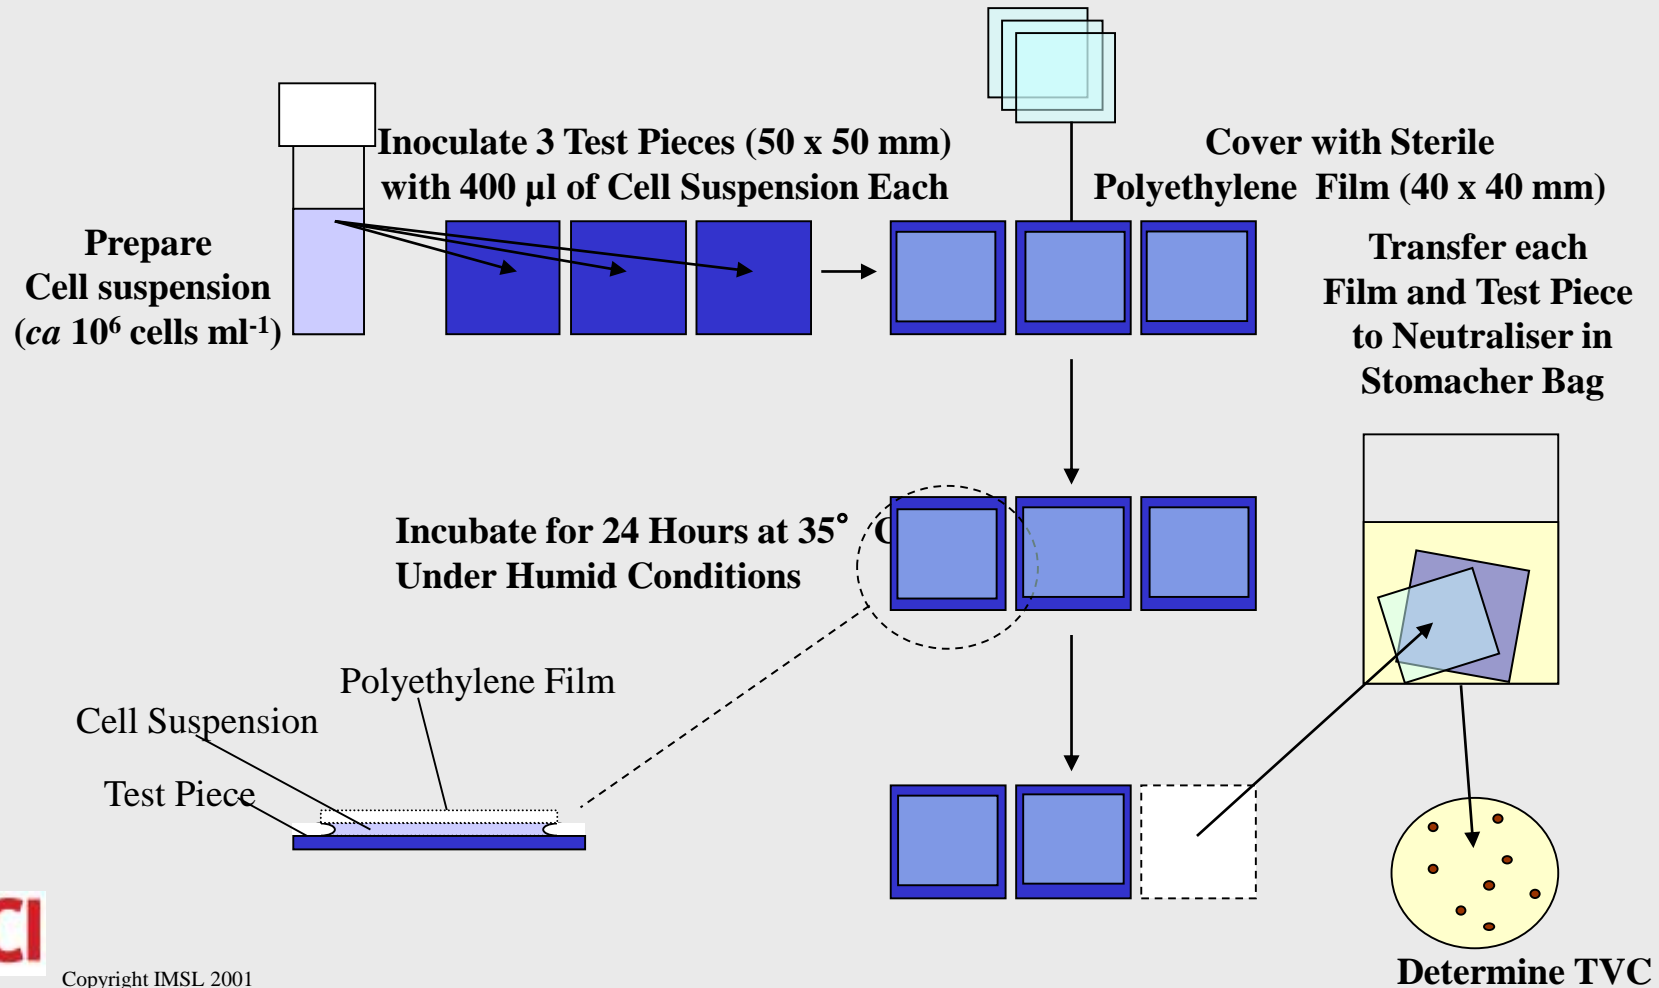 Inoculate 3 Test Pieces (50 x 50 mm)
with 400 µl of Cell Suspension Each
Cover with Sterile
Polyethylene Film (40 x 40 mm)
Prepare
Cell suspension
(ca 10⁶ cells ml⁻¹)
Transfer each
Film and Test Piece
to Neutraliser in
Stomacher Bag
Incubate for 24 Hours at 35° C
Under Humid Conditions
Polyethylene Film
Cell Suspension
Test Piece
CI
Copyright IMSL 2001
Determine TVC